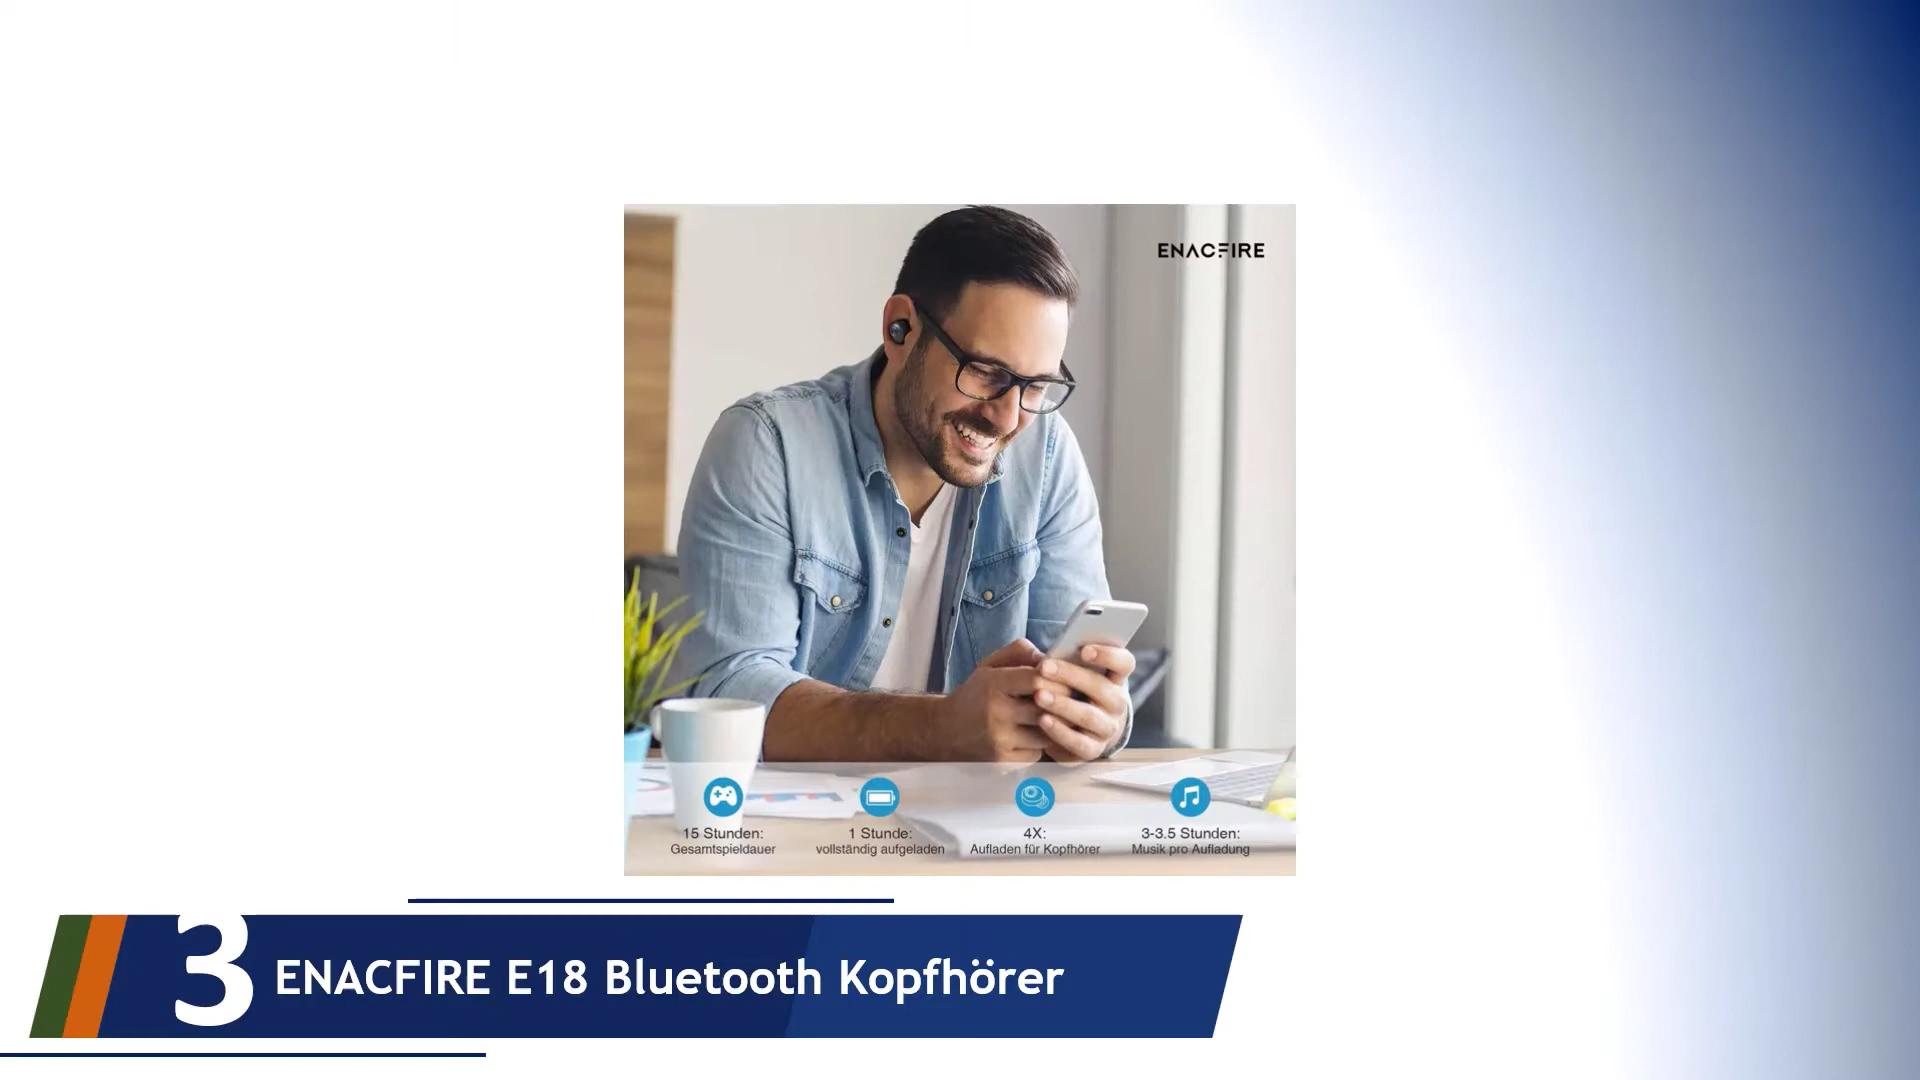 ENACFIRE
15 Stunden:
Gesamtspieldauer
1 Stunde:
vollständig aufgeladen
4X:
Aufladen für Kopfhörer
3-3.5 Stunden:
Musik pro Aufladung
3 ENACFIRE E18 Bluetooth Kopfhörer